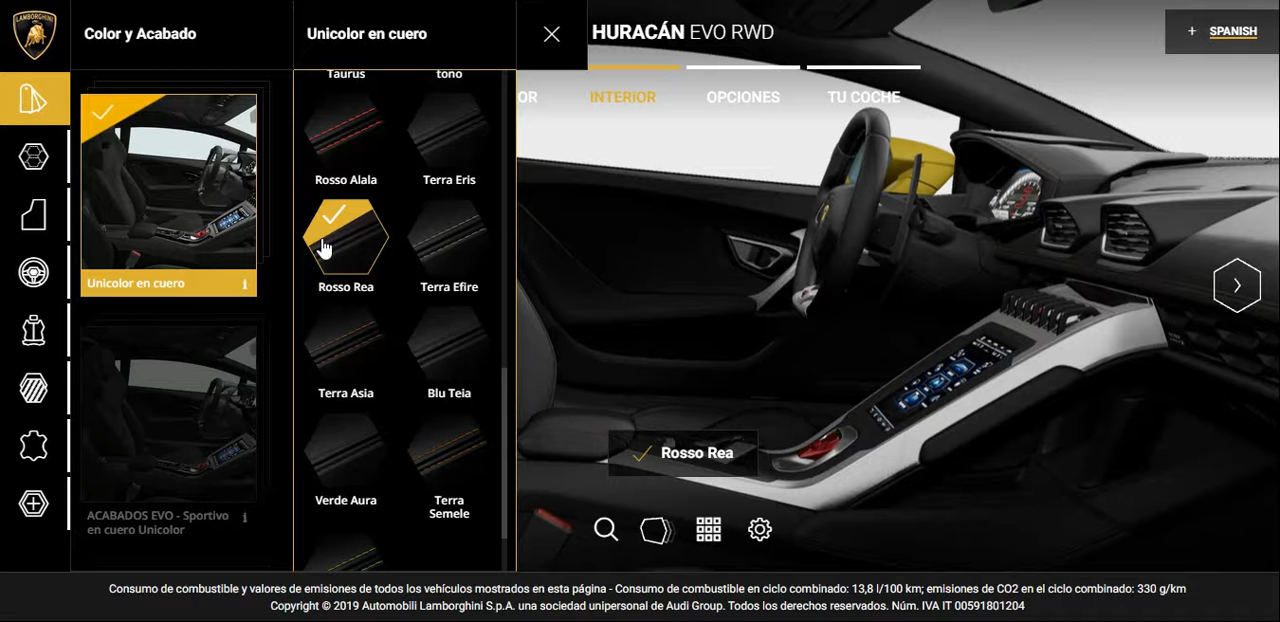 LAMBORGHINI
Color y Acabado
Unicolor en cuero
HURACÁN EVO RWD
+ SPANISH
OR
INTERIOR
OPCIONES
TU COCHE
Taurus
tono
Rosso Alala
Terra Eris
Rosso Rea
Terra Efire
Terra Asia
Blu Teia
Verde Aura
Terra
Semele
Unicolor en cuero
ACABADOS EVO - Sportivo
en cuero Unicolor
Rosso Rea
Consumo de combustible y valores de emisiones de todos los vehículos mostrados en esta página - Consumo de combustible en ciclo combinado: 13,8 l/100 km; emisiones de CO2 en el ciclo combinado: 330 g/km
Copyright © 2019 Automobili Lamborghini S.p.A. una sociedad unipersonal de Audi Group. Todos los derechos reservados. Núm. IVA IT 00591801204